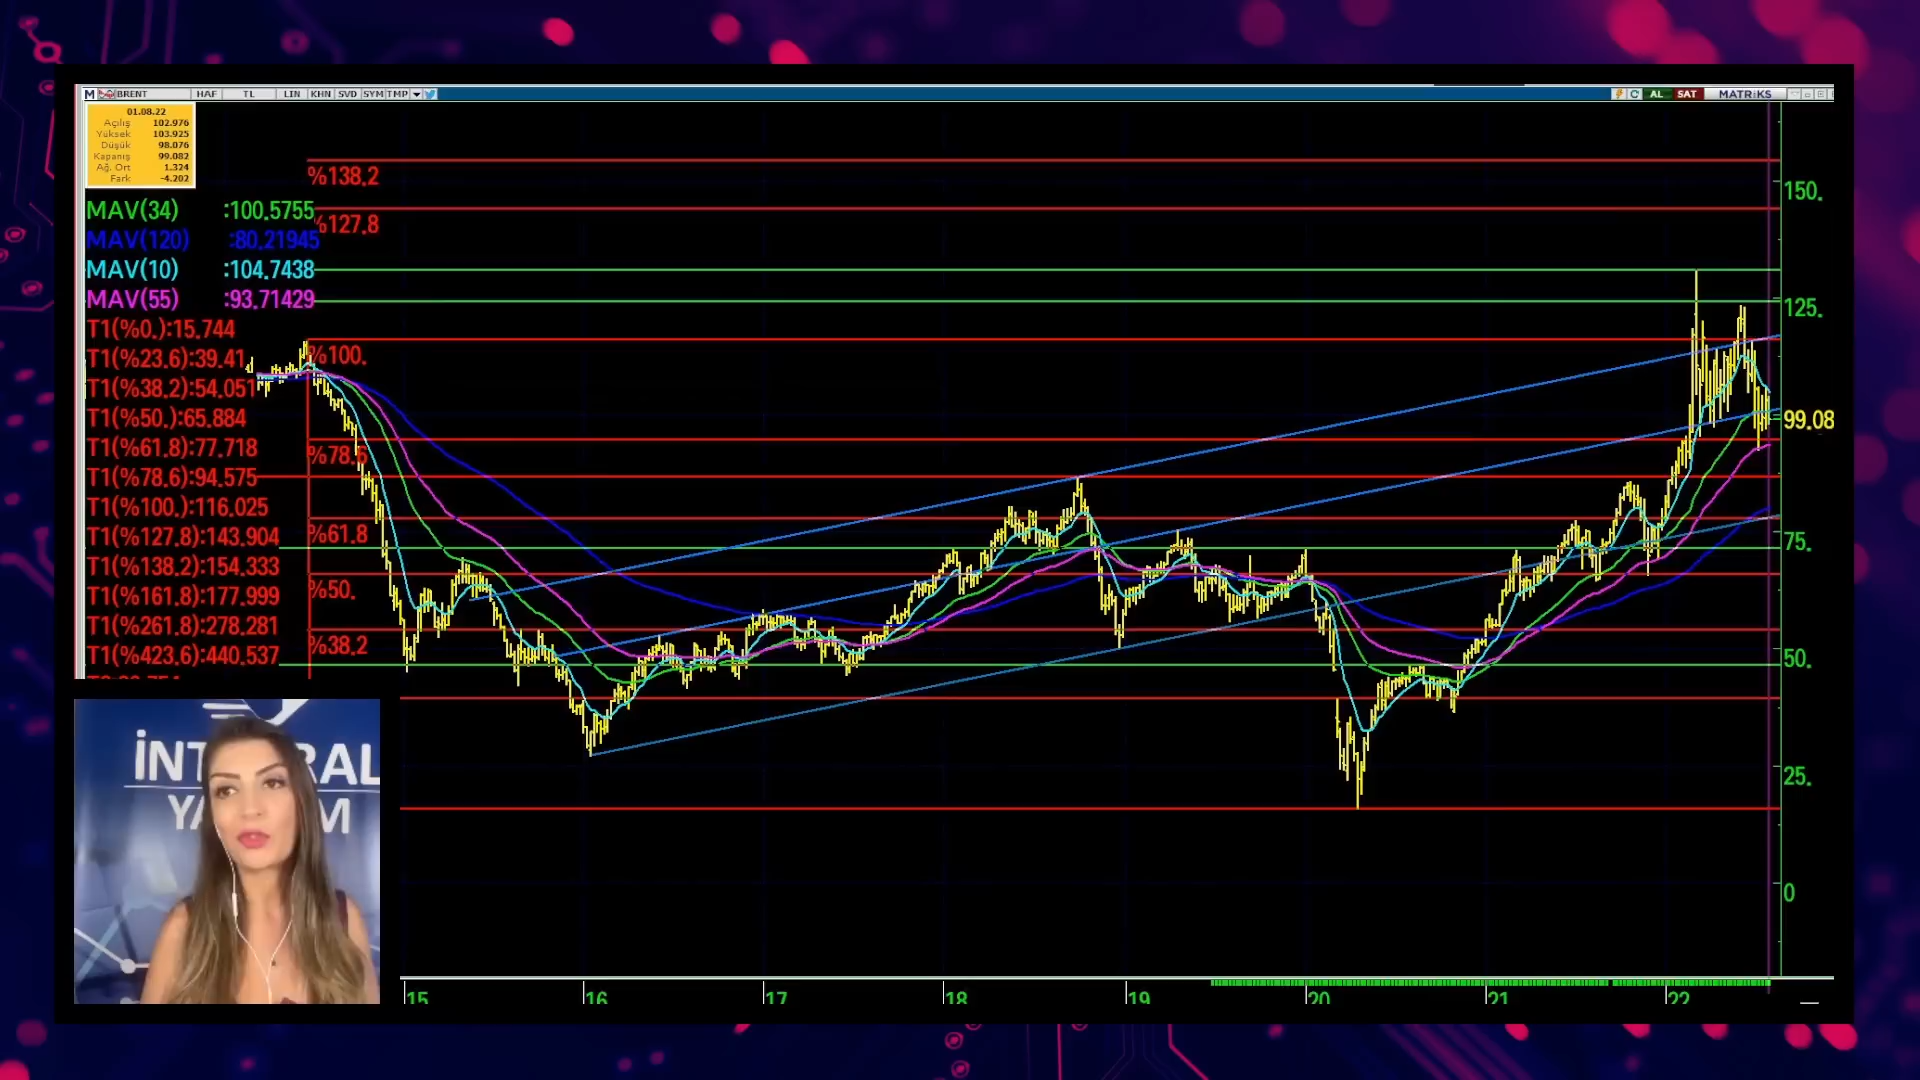 M BRENT HAF TL LIN KHN SVD SYM TMP AL SAT MATRiKS
01.08.22
Açılış 102.976
Yüksek 103.925
Düşük 98.076
Kapanış 99.082
Ağ. Ort 1.324
Fark -4.202
MAV(34) :100.5755
MAV(120) :80.21945
MAV(10) :104.7438
MAV(55) :93.71429
T1(%0.):15.744
T1(%23.6):39.41
T1(%38.2):54.051
T1(%50.):65.884
T1(%61.8):77.718
T1(%78.6):94.575
T1(%100.):116.025
T1(%127.8):143.904
T1(%138.2):154.333
T1(%161.8):177.999
T1(%261.8):278.281
T1(%423.6):440.537
%138.2
%127.8
%100.
%78.6
%61.8
%50.
%38.2
150.
125.
99.08
75.
50.
25.
0
15 16 17 18 19 20 21 22